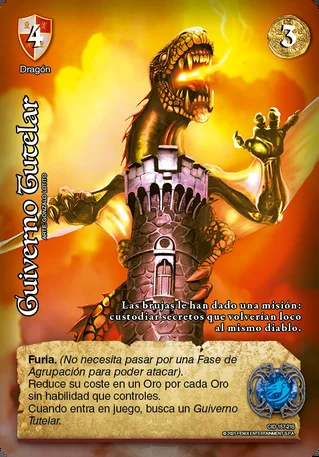 4
3
Dragón
Guiverno Tutelar
Las brujas le han dado una misión:
custodiar secretos que volverían loco
al mismo diablo.
Furia. (No necesita pasar por una Fase de
Agrupación para poder atacar).
Reduce su coste en un Oro por cada Oro
sin habilidad que controles.
Cuando entra en juego, busca un Guiverno
Tutelar.